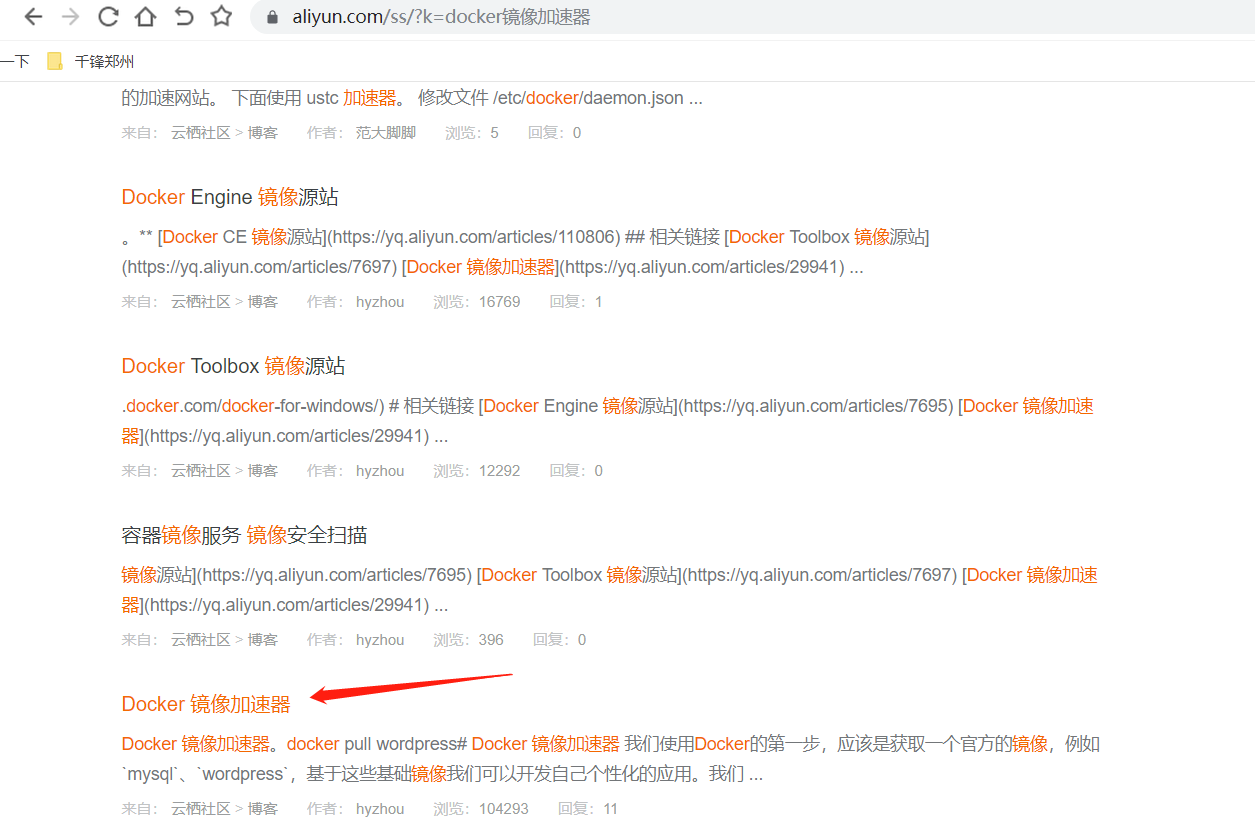 aliyun.com/ss/?k=docker镜像加速器
一下 千锋郑州
的加速网站。 下面使用 ustc 加速器。 修改文件 /etc/docker/daemon.json ...
来自： 云栖社区 > 博客 作者： 范大脚脚 浏览：5 回复：0
Docker Engine 镜像源站
。** [Docker CE 镜像源站](https://yq.aliyun.com/articles/110806) ## 相关链接 [Docker Toolbox 镜像源站]
(https://yq.aliyun.com/articles/7697) [Docker 镜像加速器](https://yq.aliyun.com/articles/29941) ...
来自： 云栖社区 > 博客 作者： hyzhou 浏览：16769 回复：1
Docker Toolbox 镜像源站
.docker.com/docker-for-windows/) # 相关链接 [Docker Engine 镜像源站](https://yq.aliyun.com/articles/7695) [Docker 镜像加速
器](https://yq.aliyun.com/articles/29941) ...
来自： 云栖社区 > 博客 作者： hyzhou 浏览：12292 回复：0
容器镜像服务 镜像安全扫描
镜像源站](https://yq.aliyun.com/articles/7695) [Docker Toolbox 镜像源站](https://yq.aliyun.com/articles/7697) [Docker 镜像加速
器](https://yq.aliyun.com/articles/29941) ...
来自： 云栖社区 > 博客 作者： hyzhou 浏览：396 回复：0
Docker 镜像加速器
Docker 镜像加速器。docker pull wordpress# Docker 镜像加速器 我们使用Docker的第一步，应该是获取一个官方的镜像，例如
`mysql`、`wordpress`，基于这些基础镜像我们可以开发自己个性化的应用。我们 ...
来自： 云栖社区 > 博客 作者： hyzhou 浏览：104293 回复：11